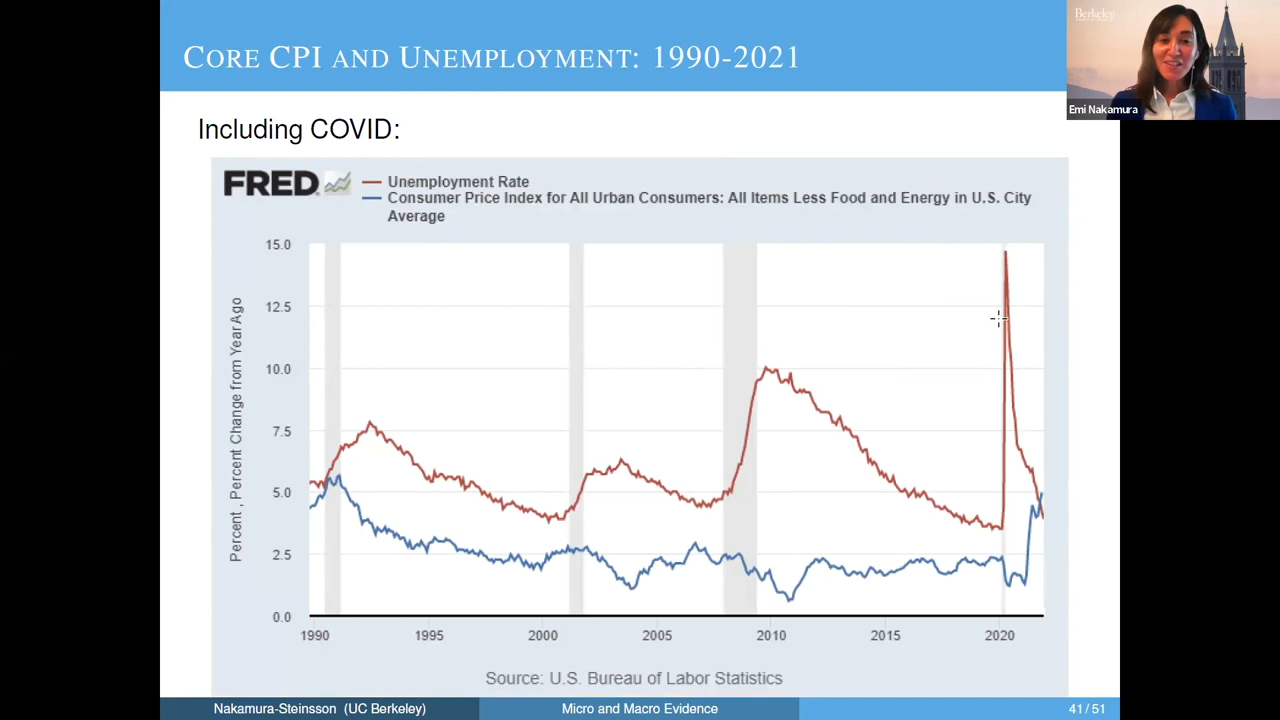 CORE CPI AND UNEMPLOYMENT: 1990-2021
Berkeley
Emi Nakamura
Including COVID:
FRED
Unemployment Rate
Consumer Price Index for All Urban Consumers: All Items Less Food and Energy in U.S. City
Average
Percent , Percent Change from Year Ago
15.0
12.5
10.0
7.5
5.0
2.5
0.0
1990
1995
2000
2005
2010
2015
2020
Source: U.S. Bureau of Labor Statistics
Nakamura-Steinsson (UC Berkeley)
Micro and Macro Evidence
41 / 51